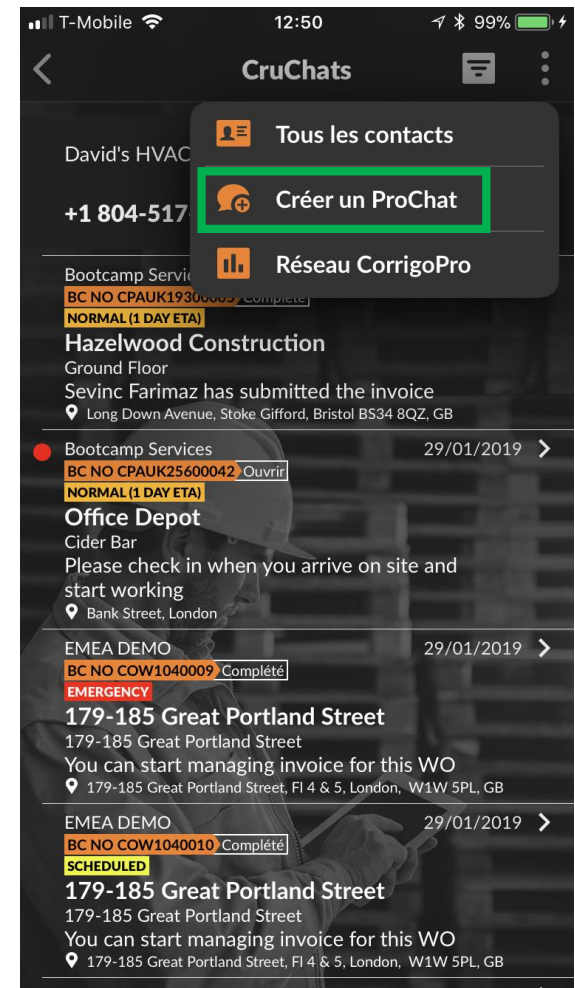 T-Mobile 12:50 99%
CruChats
Tous les contacts
David's HVAC
Créer un ProChat
+1 804-517-
Réseau CorrigoPro
Bootcamp Servic
BC NO CPAUK19300005 Complété
NORMAL (1 DAY ETA)
Hazelwood Construction
Ground Floor
Sevinc Farimaz has submitted the invoice
Long Down Avenue, Stoke Gifford, Bristol BS34 8QZ, GB
Bootcamp Services 29/01/2019
BC NO CPAUK25600042 Ouvrir
NORMAL (1 DAY ETA)
Office Depot
Cider Bar
Please check in when you arrive on site and
start working
Bank Street, London
EMEA DEMO 29/01/2019
BC NO COW1040009 Complété
EMERGENCY
179-185 Great Portland Street
179-185 Great Portland Street
You can start managing invoice for this WO
179-185 Great Portland Street, Fl 4 & 5, London, W1W 5PL, GB
EMEA DEMO 29/01/2019
BC NO COW1040010 Complété
SCHEDULED
179-185 Great Portland Street
179-185 Great Portland Street
You can start managing invoice for this WO
179-185 Great Portland Street, Fl 4 & 5, London, W1W 5PL, GB